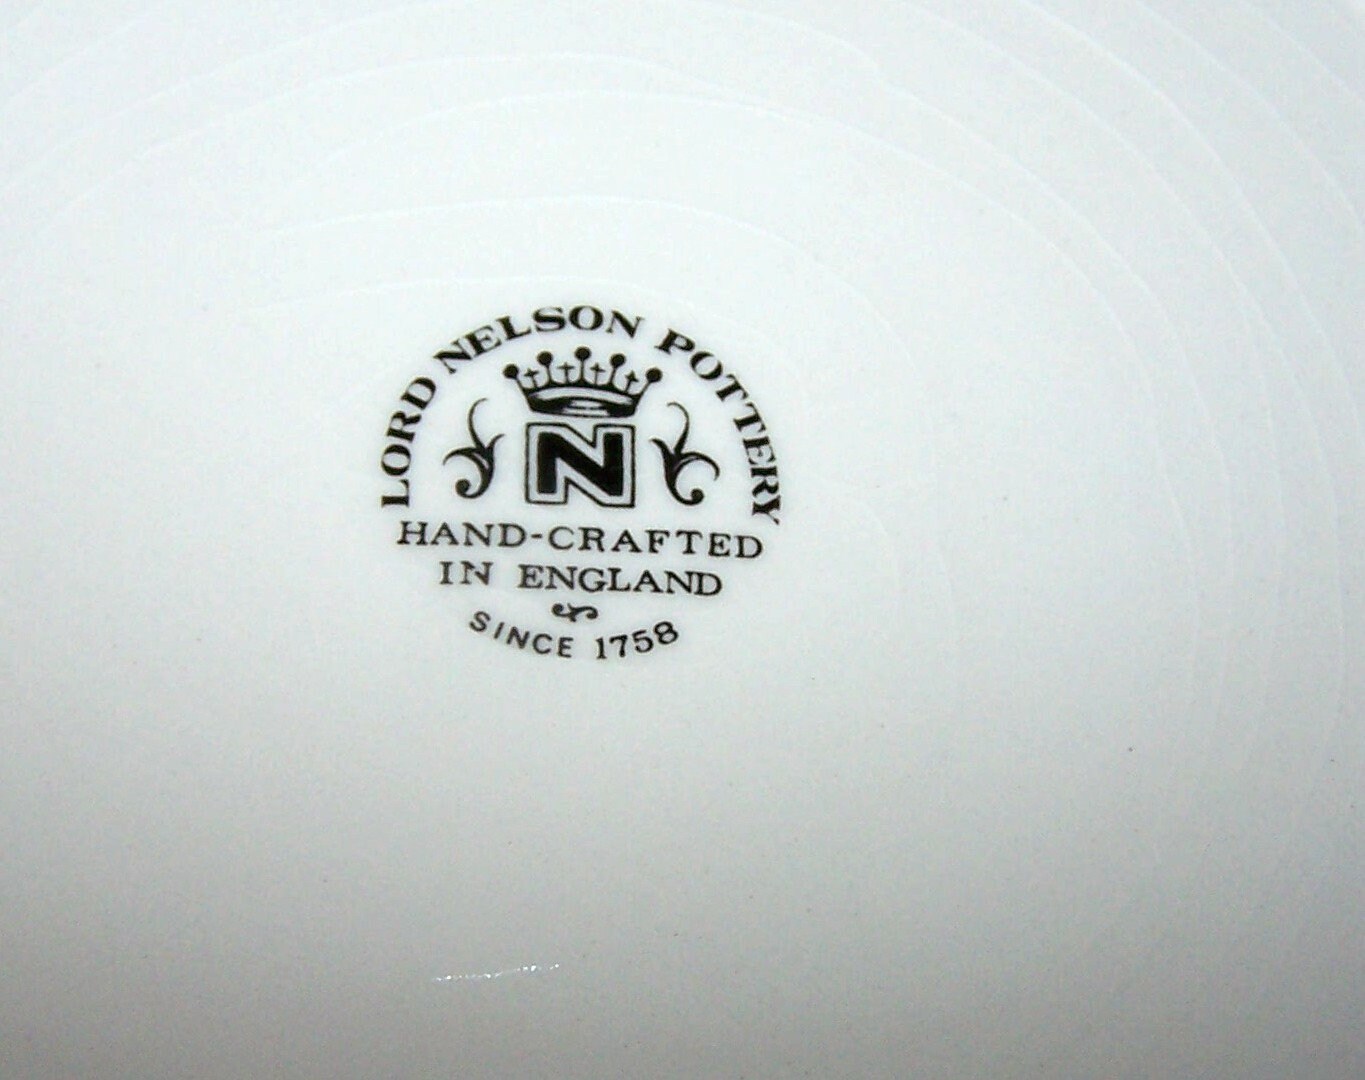 LORD NELSON POTTERY
N
HAND-CRAFTED
IN ENGLAND
SINCE 1758